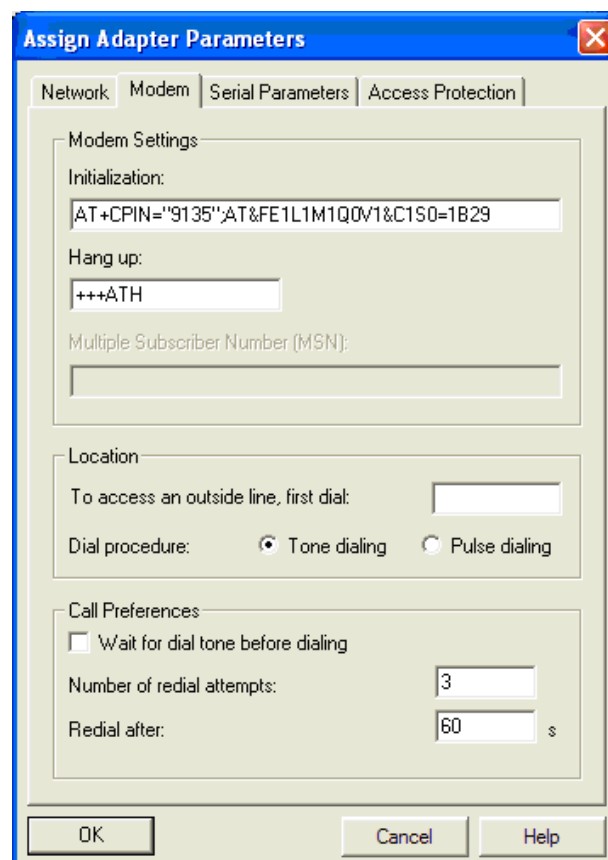 Assign Adapter Parameters
Network Modem Serial Parameters Access Protection
Modem Settings
Initialization:
AT+CPIN="9135";AT&FE1L1M1Q0V1&C1S0=1B29
Hang up:
+++ATH
Multiple Subscriber Number (MSN):
Location
To access an outside line, first dial:
Dial procedure: Tone dialing Pulse dialing
Call Preferences
Wait for dial tone before dialing
Number of redial attempts: 3
Redial after: 60 s
OK Cancel Help